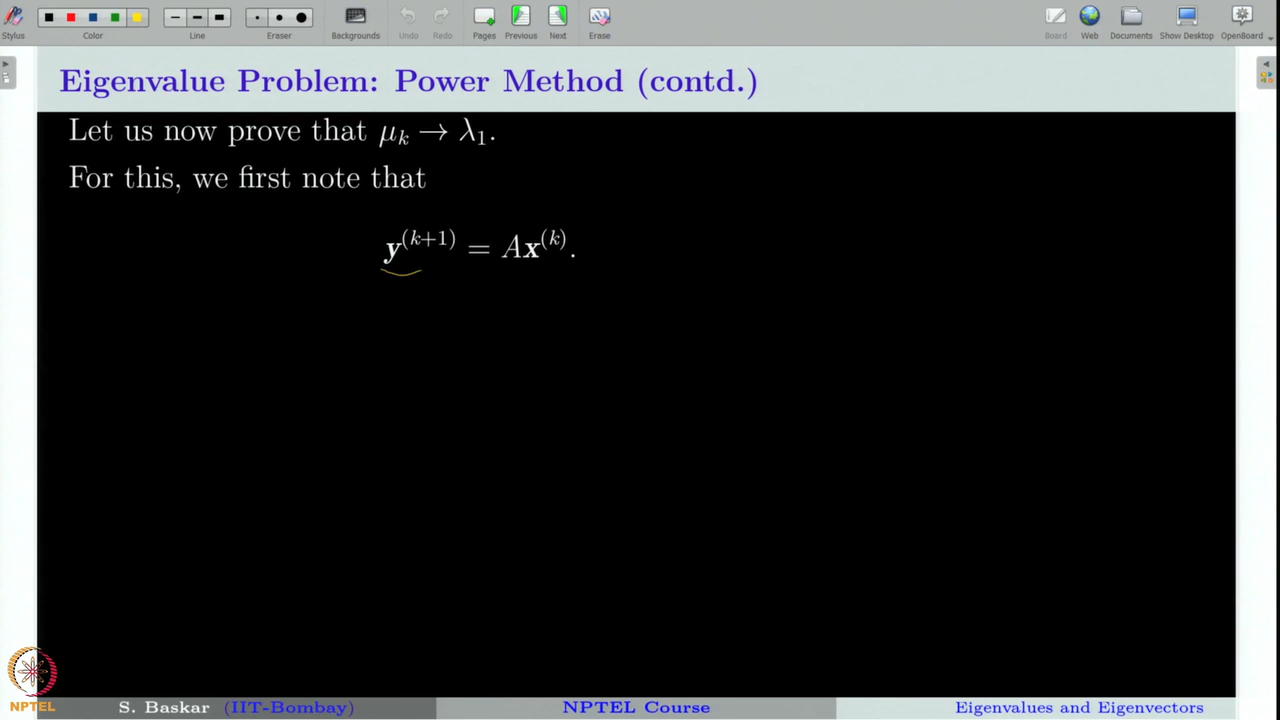 Stylus
Color
Line
Eraser
Backgrounds
Undo
Redo
Pages
Previous
Next
Erase
Board
Web
Documents
Show Desktop
OpenBoard
Eigenvalue Problem: Power Method (contd.)
Let us now prove that μₖ → λ₁.
For this, we first note that
y⁽ᵏ⁺¹⁾ = Ax⁽ᵏ⁾.
NPTEL
S. Baskar (IIT-Bombay)
NPTEL Course
Eigenvalues and Eigenvectors